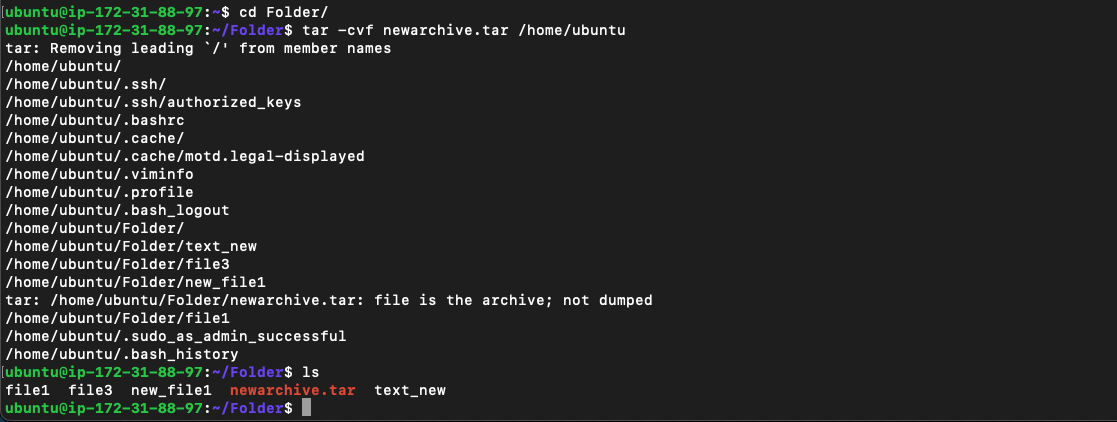 ubuntu@ip-172-31-88-97:~$ cd Folder/
ubuntu@ip-172-31-88-97:~/Folder$ tar -cvf newarchive.tar /home/ubuntu
tar: Removing leading `/' from member names
/home/ubuntu/
/home/ubuntu/.ssh/
/home/ubuntu/.ssh/authorized_keys
/home/ubuntu/.bashrc
/home/ubuntu/.cache/
/home/ubuntu/.cache/motd.legal-displayed
/home/ubuntu/.viminfo
/home/ubuntu/.profile
/home/ubuntu/.bash_logout
/home/ubuntu/Folder/
/home/ubuntu/Folder/text_new
/home/ubuntu/Folder/file3
/home/ubuntu/Folder/new_file1
tar: /home/ubuntu/Folder/newarchive.tar: file is the archive; not dumped
/home/ubuntu/Folder/file1
/home/ubuntu/.sudo_as_admin_successful
/home/ubuntu/.bash_history
ubuntu@ip-172-31-88-97:~/Folder$ ls
file1  file3  new_file1  newarchive.tar  text_new
ubuntu@ip-172-31-88-97:~/Folder$